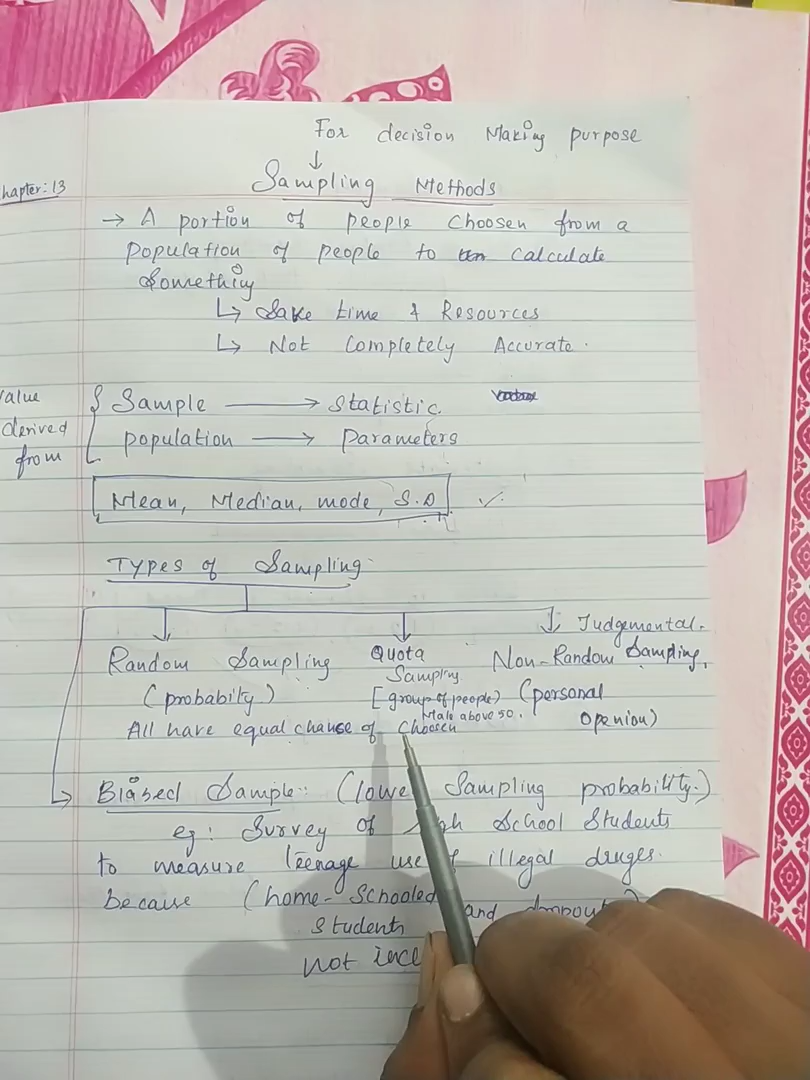 For decision Making purpose
↓
Chapter: 13
Sampling Methods
→ A portion of people Choosen from a
population of people to calculate
Something
↳ Sake time & Resources
↳ Not Completely Accurate.
Value
derived
from
{ Sample → Statistic
population → parameters
Mean, Median, mode, S.D ✓
Types of Sampling
Judgemental.
Random Sampling
(probabity)
Quota
Sampling
[group of people)
Male above 50.
Non-Random Sampling.
(personal
Openion)
All have equal chance of Choosen
Biased Sample:- (lowe Sampling probability.)
eg: Survey of School Students
to measure Teenage use illegal druges.
because (home-Schooled and
Students
not